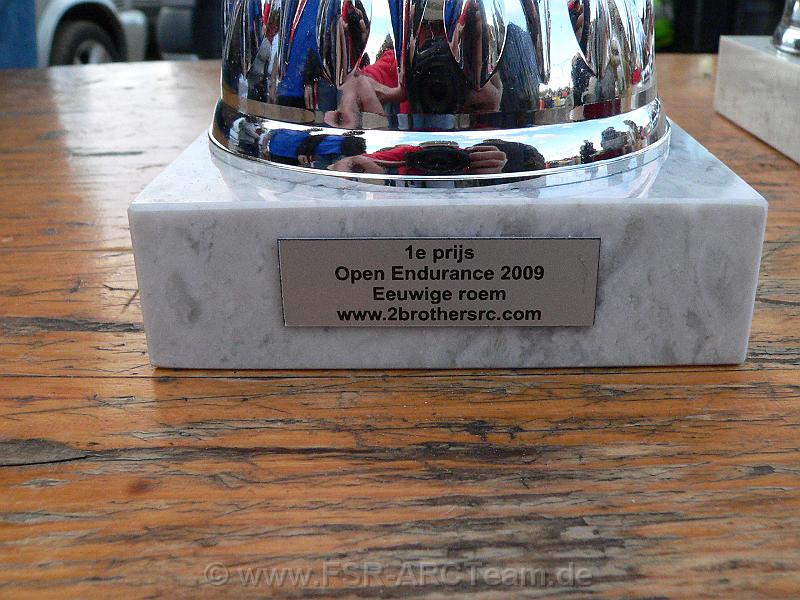 1e prijs
Open Endurance 2009
Eeuwige roem
www.2brothersrc.com
© www.FSR-ARCTeam.de